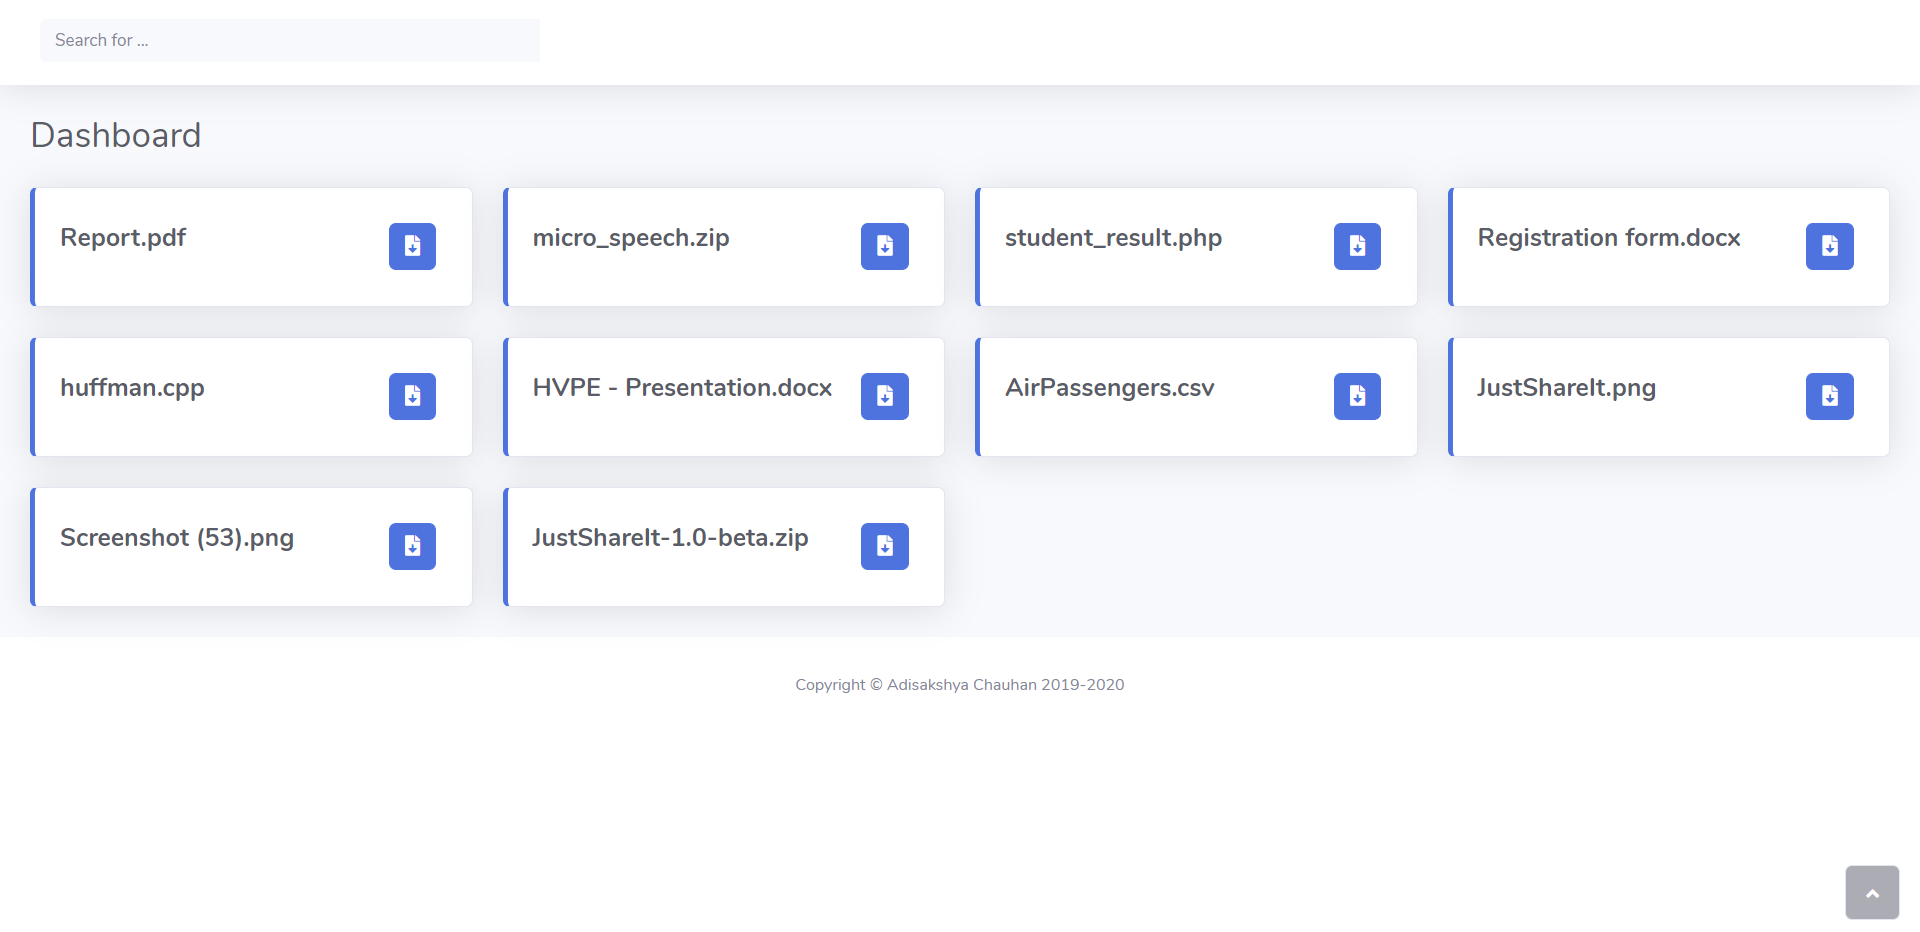 Search for ...
Dashboard
Report.pdf
micro_speech.zip
student_result.php
Registration form.docx
huffman.cpp
HVPE - Presentation.docx
AirPassengers.csv
JustShareIt.png
Screenshot (53).png
JustShareIt-1.0-beta.zip
Copyright © Adisakshya Chauhan 2019-2020